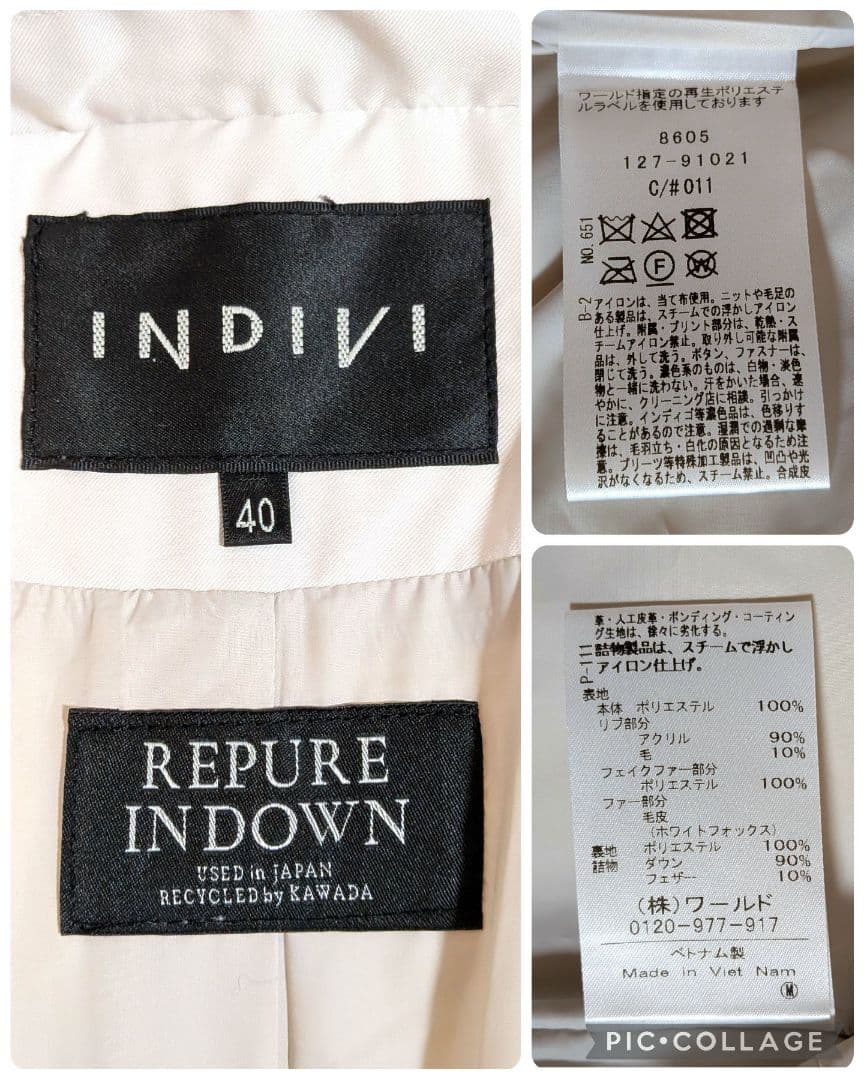 INDIVI
40
REPURE
IN DOWN
USED in JAPAN
RECYCLED by KAWADA
ワールド指定の再生ポリエステ
ルラベルを使用しております
8605
127-91021
C/#011
NO.651
F
W
B-2
アイロンは、当て布使用。ニットや毛足の
ある製品は、スチームでの浮かしアイロン
仕上げ。附属・プリント部分は、乾熱・ス
チームアイロン禁止。取り外し可能な附属
品は、外して洗う。ボタン、ファスナーは、
閉じて洗う。濃色系のものは、白物・淡色
物と一緒に洗わない。汗をかいた場合、速
やかに、クリーニング店に相談。引っかけ
に注意。インディゴ等濃色品は、色移りす
ることがあるので注意。湿潤での過剰な摩
擦は、毛羽立ち・白化の原因となるため注
意。プリーツ等特殊加工製品は、凹凸や光
沢がなくなるため、スチーム禁止。合成皮
革・人工皮革・ボンディング・コーティン
グ生地は、徐々に劣化する。
P-111
詰物製品は、スチームで浮かし
アイロン仕上げ。
表地
本体 ポリエステル 100%
リブ部分
アクリル 90%
毛 10%
フェイクファー部分
ポリエステル 100%
ファー部分
毛皮
(ホワイトフォックス)
裏地 ポリエステル 100%
詰物 ダウン 90%
フェザー 10%
(株)ワールド
0120-977-917
ベトナム製
Made in Viet Nam
M
PIC•COLLAGE